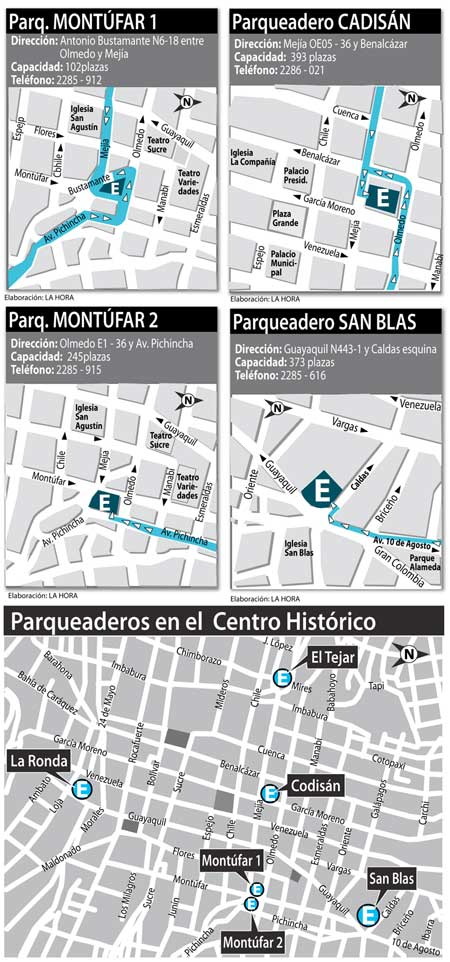 Parq. MONTÚFAR 1
Dirección: Antonio Bustamante N6-18 entre
Olmedo y Mejía
Capacidad: 102plazas
Teléfono: 2285 - 912
N
Iglesia
San
Agustín
Espejo
Flores
Cbhile
Mejía
Olmedo
Guayaquil
Teatro
Sucre
Montúfar
Bustamante
E
Manabí
Teatro
Varie-
dades
Esmeraldas
Av. Pichincha
Elaboración: LA HORA
Parqueadero CADISÁN
Dirección: Mejía OE05 - 36 y Benalcázar
Capacidad: 393 plazas
Teléfono: 2286 - 021
N
Cuenca
Chile
Olmedo
Benalcázar
Iglesia
La Compañía
Palacio
Presid.
García Moreno
E
Plaza
Grande
Mejía
Olmedo
Espejo
Venezuela
Palacio
Munici-
pal
Manabí
Elaboración: LA HORA
Parq. MONTÚFAR 2
Dirección: Olmedo E1 - 36 y Av. Pichincha
Capacidad: 245plazas
Teléfono: 2285 - 915
N
Iglesia
San
Agustín
Guayaquil
Teatro
Sucre
Chile
Mejía
Montúfar
Olmedo
Manabí
Teatro
Varie-
dades
Esmeraldas
E
Av. Pichincha
Av. Pichincha
Elaboración: LA HORA
Parqueadero SAN BLAS
Dirección: Guayaquil N443-1 y Caldas esquina
Capacidad: 373 plazas
Teléfono: 2285 - 616
N
Venezuela
Vargas
Oriente
Guayaquil
Caldas
Briceño
E
Av. 10 de Agosto
Iglesia
San Blas
Gran Colombia
Parque
Alameda
Elaboración: LA HORA
Parqueaderos en el Centro Histórico
J. López
N
El Tejar
E
Chimborazo
Barahona
Imbabura
Bahía de Caráquez
24 de Mayo
Mideros
Chile
Mires
Babahoyo
Tapi
Imbabura
Rocafuerte
García Moreno
Cuenca
Manabí
Cotopaxi
La Ronda
E
Venezuela
Bolívar
Sucre
Benalcázar
Codisán
E
Galápagos
Ambato
Loja
Morales
Mejía
García Moreno
Carchi
Guayaquil
Espejo
Chile
Venezuela
Olmedo
Esmeraldas
Oriente
Maldonado
Flores
Montúfar 1
E
Vargas
San Blas
E
Los Milagros
Sucre
Junín
Montúfar
E
Guayaquil
Caldas
Briceño
Ibarra
Pichincha
Pichincha
Montúfar 2
10 de Agosto